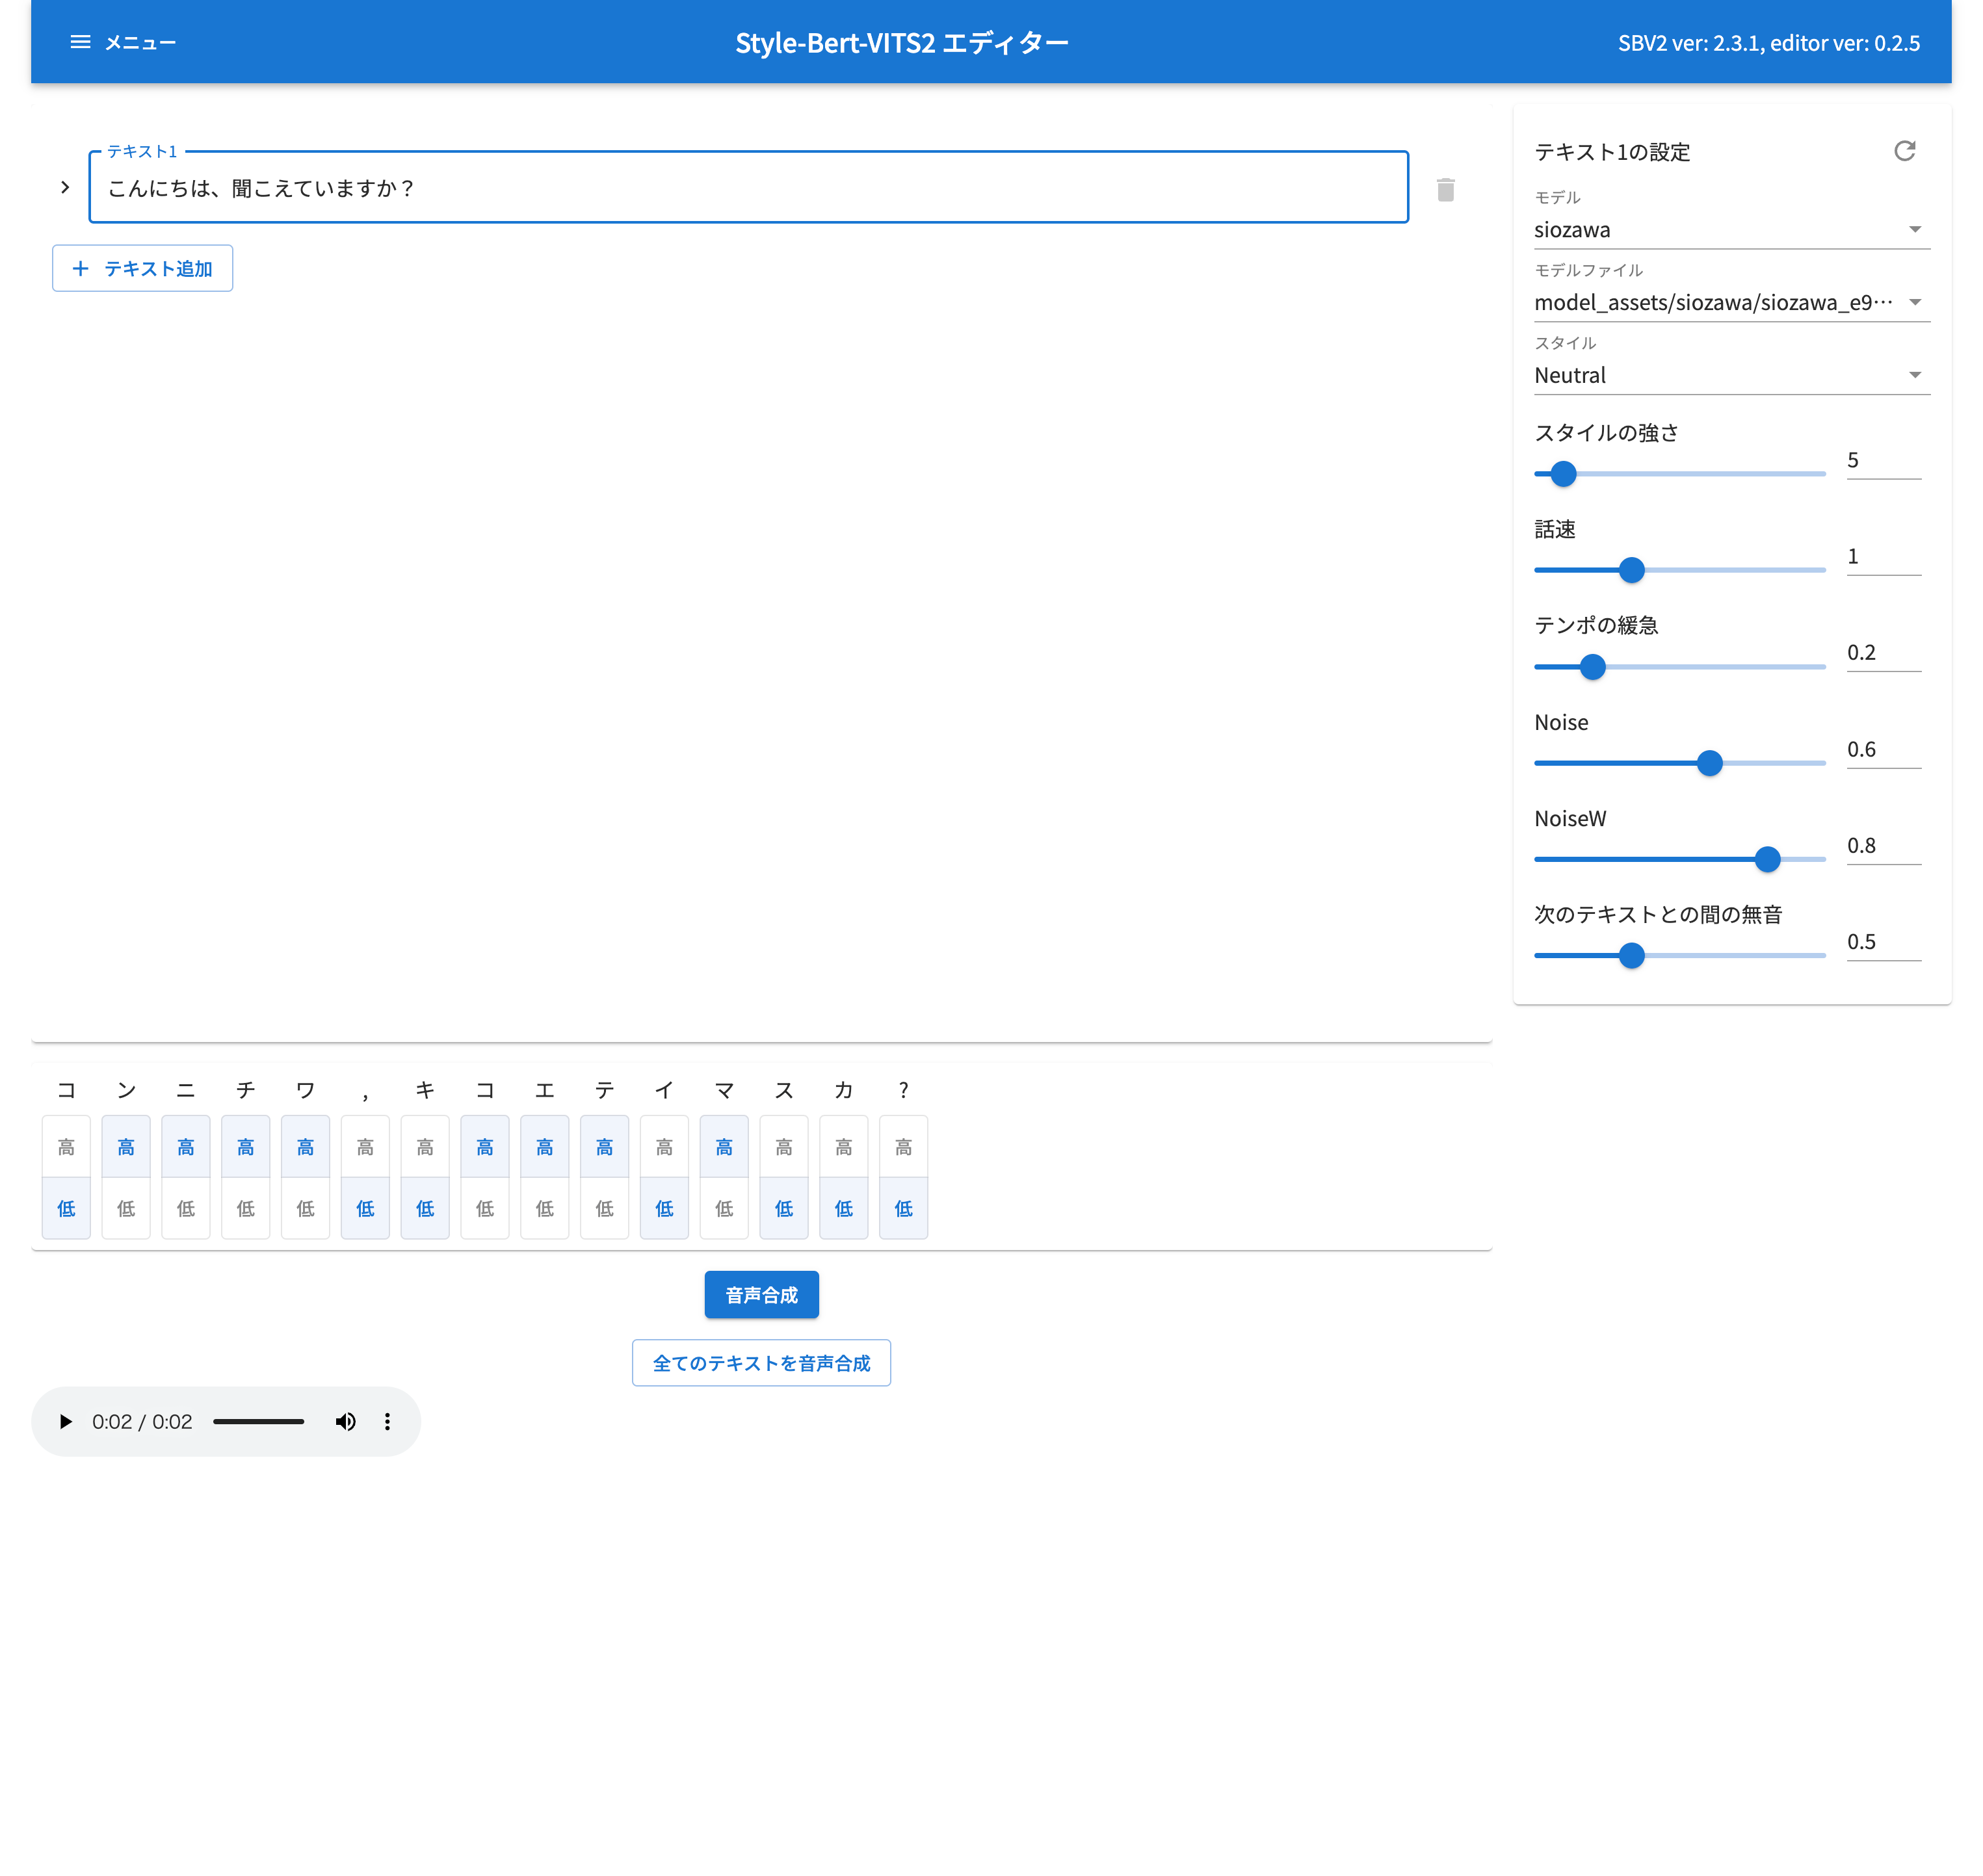 メニュー
Style-Bert-VITS2 エディター
SBV2 ver: 2.3.1, editor ver: 0.2.5
テキスト1
こんにちは、聞こえていますか？
テキスト追加
テキスト1の設定
モデル
siozawa
モデルファイル
model_assets/siozawa/siozawa_e9…
スタイル
Neutral
スタイルの強さ
5
話速
1
テンポの緩急
0.2
Noise
0.6
NoiseW
0.8
次のテキストとの間の無音
0.5
コ ン ニ チ ワ , キ コ エ テ イ マ ス カ ?
高 高 高 高 高 高 高 高 高 高 高 高 高 高 高
低 低 低 低 低 低 低 低 低 低 低 低 低 低 低
音声合成
全てのテキストを音声合成
0:02 / 0:02